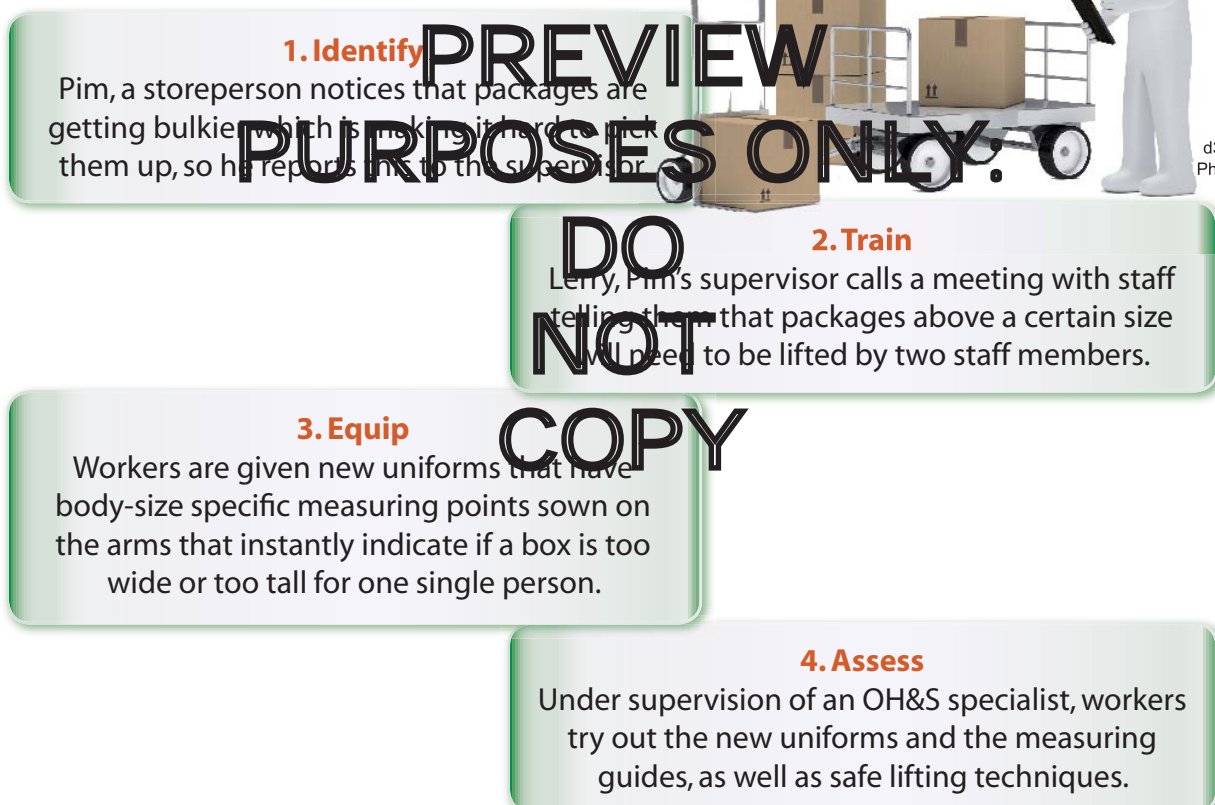 1. Identify
Pim, a storeperson notices that packages are
getting bulkier which is making it hard to pick
them up, so he reports this to the supervisor.
PREVIEW
PURPOSES ONLY:
DO
NOT
COPY
d3
Ph
2. Train
Lerry, Pim's supervisor calls a meeting with staff
telling them that packages above a certain size
will need to be lifted by two staff members.
3. Equip
Workers are given new uniforms that have
body-size specific measuring points sown on
the arms that instantly indicate if a box is too
wide or too tall for one single person.
4. Assess
Under supervision of an OH&S specialist, workers
try out the new uniforms and the measuring
guides, as well as safe lifting techniques.